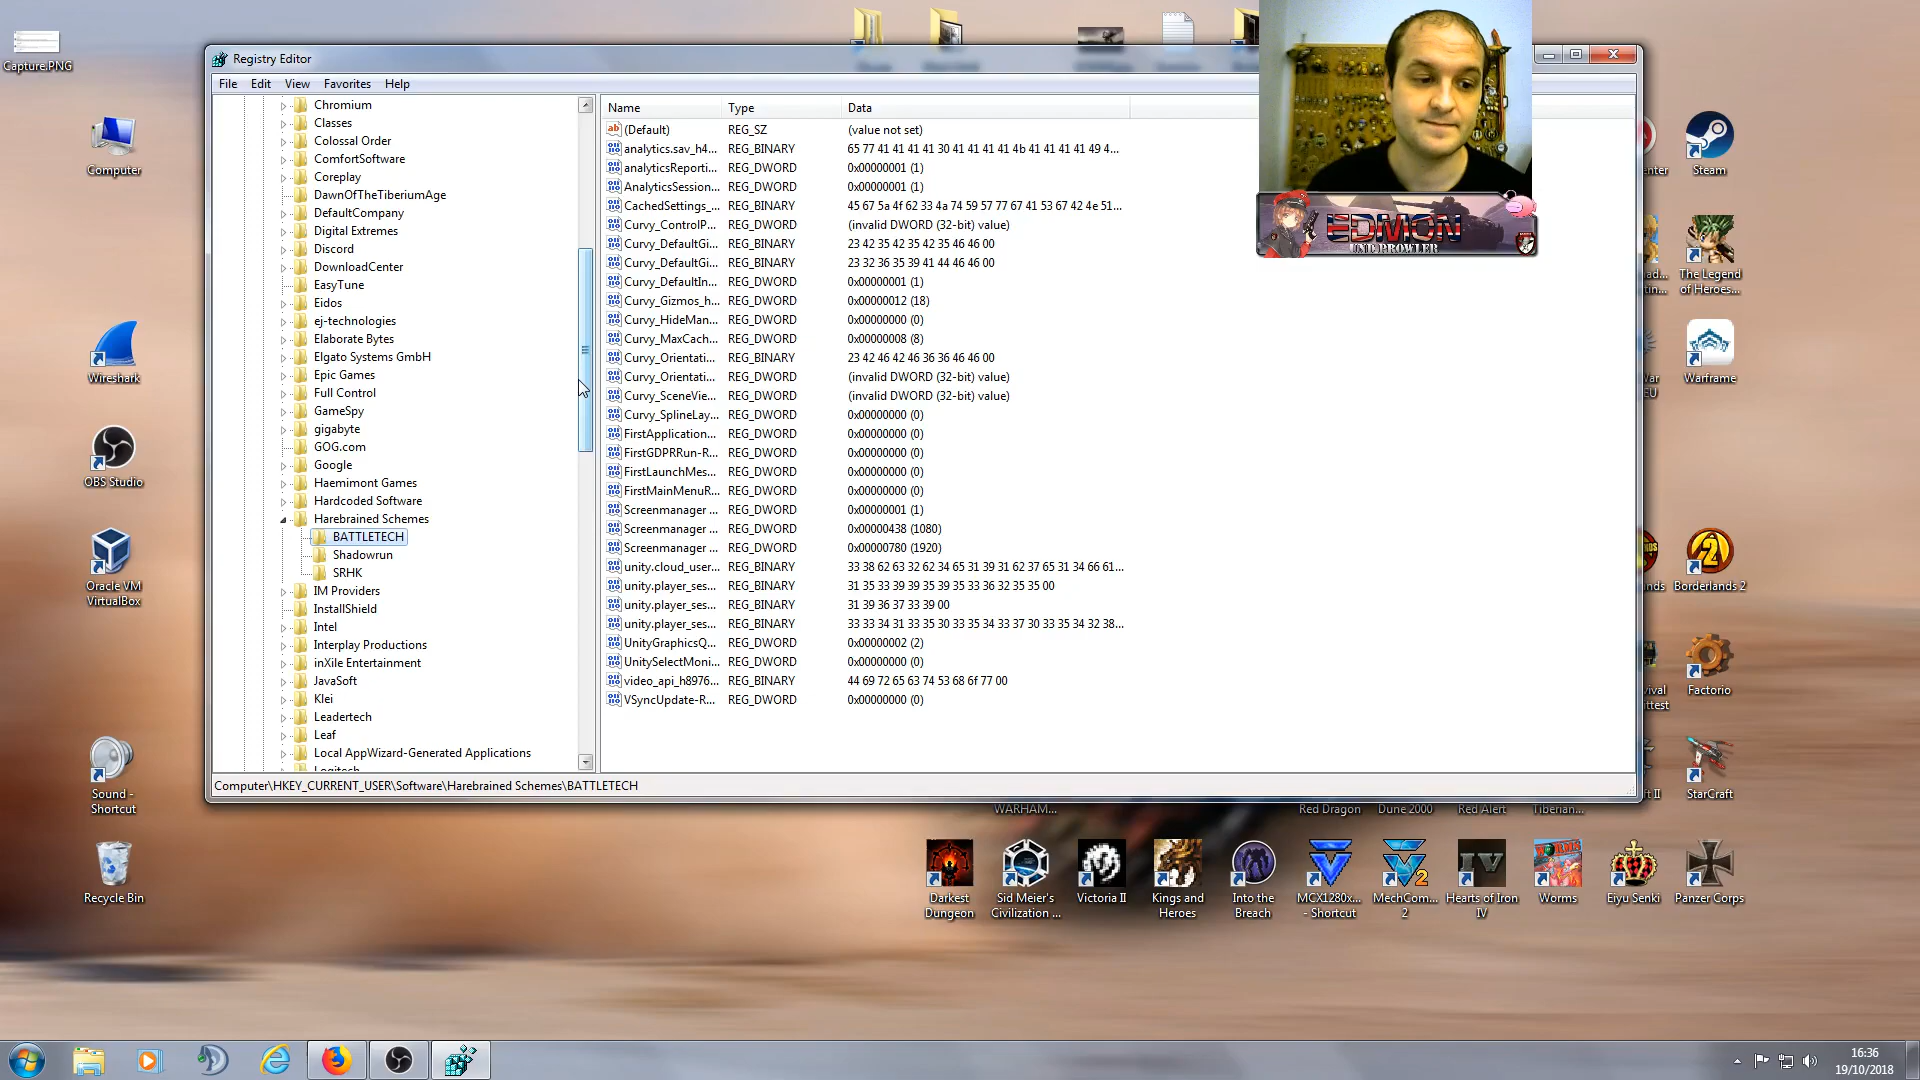 Capture.PNG
Computer
Wireshark
OBS Studio
Oracle VM
VirtualBox
Sound -
Shortcut
Recycle Bin
Registry Editor
File Edit View Favorites Help
Chromium
Classes
Colossal Order
ComfortSoftware
Coreplay
DawnOfTheTiberiumAge
DefaultCompany
Digital Extremes
Discord
DownloadCenter
EasyTune
Eidos
ej-technologies
Elaborate Bytes
Elgato Systems GmbH
Epic Games
Full Control
GameSpy
gigabyte
GOG.com
Google
Haemimont Games
Hardcoded Software
Harebrained Schemes
BATTLETECH
Shadowrun
SRHK
IM Providers
InstallShield
Intel
Interplay Productions
inXile Entertainment
JavaSoft
Klei
Leadertech
Leaf
Local AppWizard-Generated Applications
Name Type Data
(Default) REG_SZ (value not set)
analytics.sav_h4... REG_BINARY 65 77 41 41 41 41 30 41 41 41 41 4b 41 41 41 41 49 4...
analyticsReporti... REG_DWORD 0x00000001 (1)
AnalyticsSession... REG_DWORD 0x00000001 (1)
CachedSettings_... REG_BINARY 45 67 5a 4f 62 33 4a 74 59 57 77 67 41 53 67 42 4e 51...
Curvy_ControlP... REG_DWORD (invalid DWORD (32-bit) value)
Curvy_DefaultGi... REG_BINARY 23 42 35 42 35 42 35 46 46 00
Curvy_DefaultGi... REG_BINARY 23 32 36 35 39 41 44 46 46 00
Curvy_DefaultIn... REG_DWORD 0x00000001 (1)
Curvy_Gizmos_h... REG_DWORD 0x00000012 (18)
Curvy_HideMan... REG_DWORD 0x00000000 (0)
Curvy_MaxCach... REG_DWORD 0x00000008 (8)
Curvy_Orientati... REG_BINARY 23 42 46 42 46 36 36 46 46 00
Curvy_Orientati... REG_DWORD (invalid DWORD (32-bit) value)
Curvy_SceneVie... REG_DWORD (invalid DWORD (32-bit) value)
Curvy_SplineLay... REG_DWORD 0x00000000 (0)
FirstApplication... REG_DWORD 0x00000000 (0)
FirstGDPRRun-R... REG_DWORD 0x00000000 (0)
FirstLaunchMes... REG_DWORD 0x00000000 (0)
FirstMainMenuR... REG_DWORD 0x00000000 (0)
Screenmanager ... REG_DWORD 0x00000001 (1)
Screenmanager ... REG_DWORD 0x00000438 (1080)
Screenmanager ... REG_DWORD 0x00000780 (1920)
unity.cloud_user... REG_BINARY 33 38 62 63 32 62 34 65 31 39 31 62 37 65 31 34 66 61...
unity.player_ses... REG_BINARY 31 35 33 39 39 35 39 35 33 36 32 35 35 00
unity.player_ses... REG_BINARY 31 39 36 37 33 39 00
unity.player_ses... REG_BINARY 33 33 34 31 33 35 30 33 35 34 33 37 30 33 35 34 32 38...
UnityGraphicsQ... REG_DWORD 0x00000002 (2)
UnitySelectMoni... REG_DWORD 0x00000000 (0)
video_api_h8976... REG_BINARY 44 69 72 65 63 74 53 68 6f 77 00
VSyncUpdate-R... REG_DWORD 0x00000000 (0)
Computer\HKEY_CURRENT_USER\Software\Harebrained Schemes\BATTLETECH
EDMON
UND PROWLER
Steam
The Legend
of Heroes...
Warframe
Borderlands 2
Factorio
StarCraft
WARHAM...
Red Dragon
Dune 2000
Red Alert
Tiberian...
Darkest
Dungeon
Sid Meier's
Civilization ...
Victoria II
Kings and
Heroes
Into the
Breach
MCX1280x...
- Shortcut
MechCom...
2
Hearts of Iron
IV
Worms
Eiyu Senki
Panzer Corps
16:36
19/10/2018